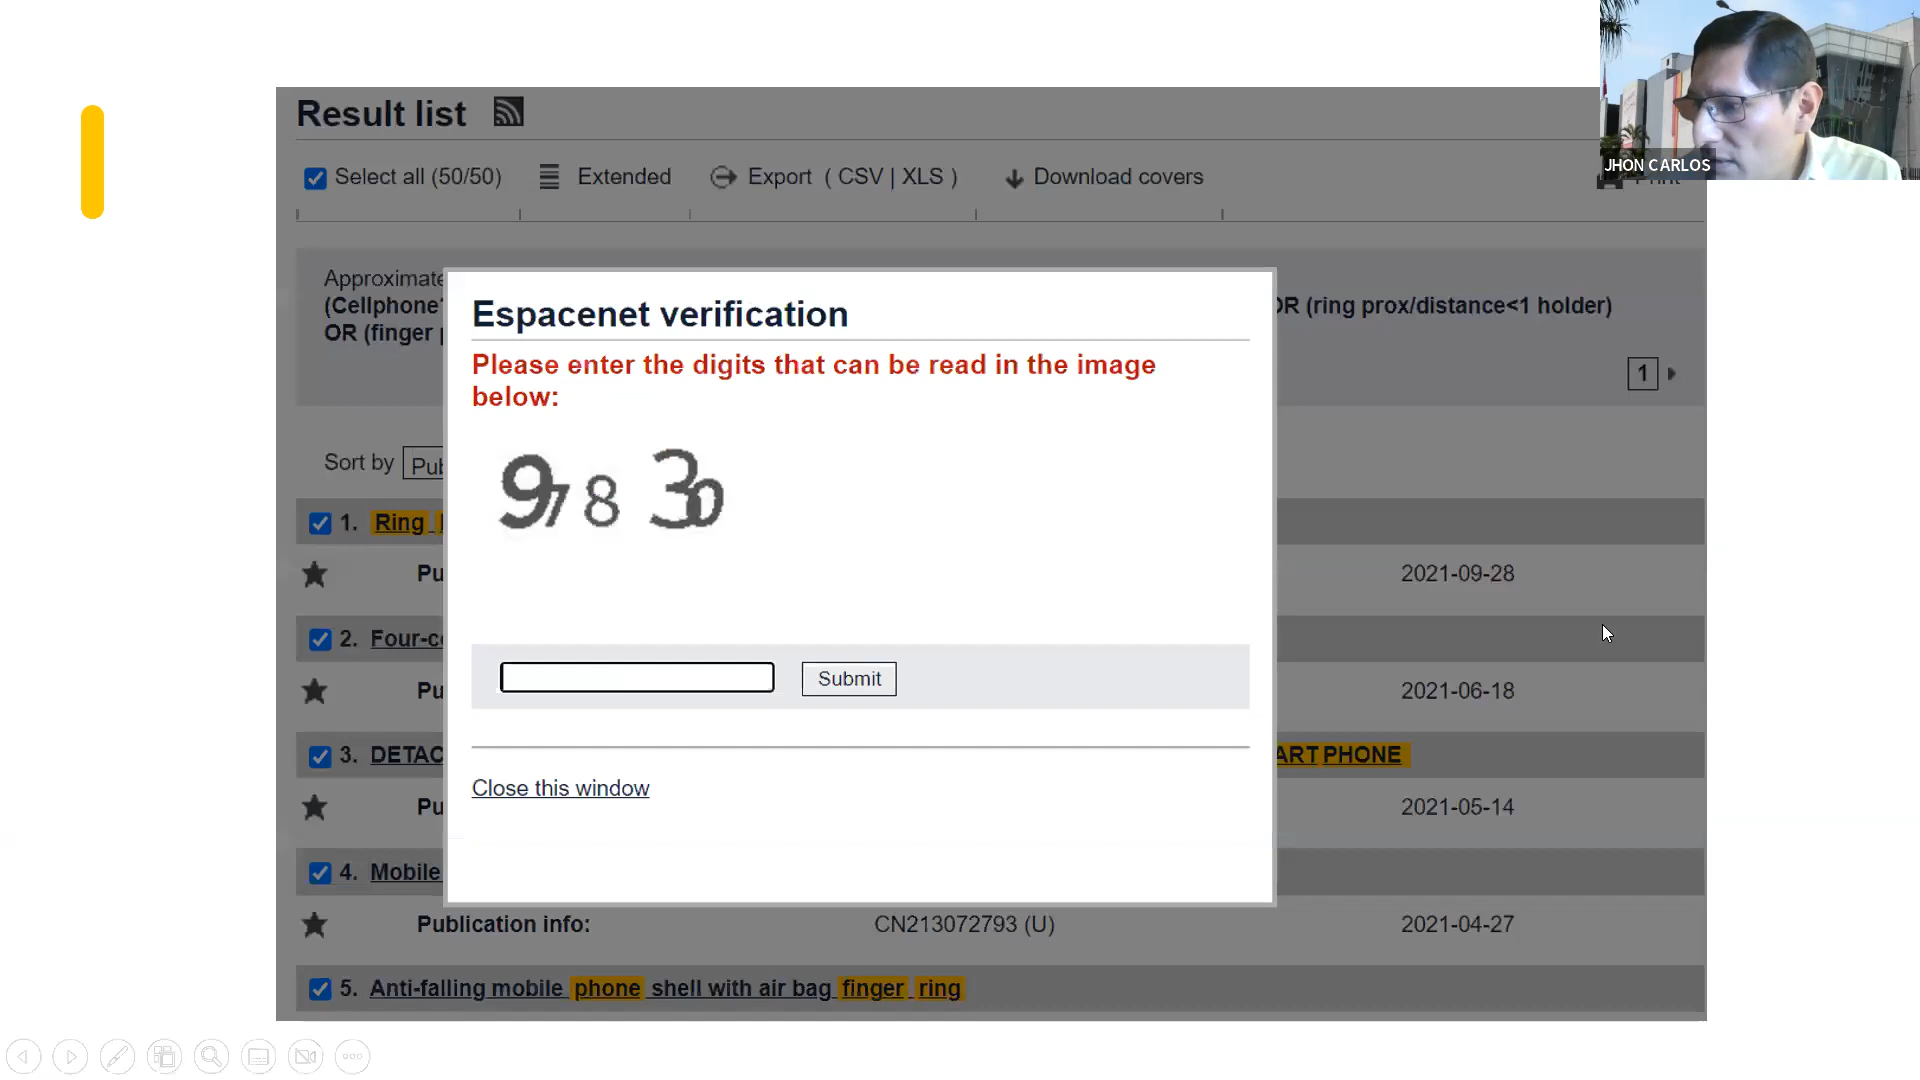 JHON CARLOS
Result list
Select all (50/50) Extended Export ( CSV | XLS ) Download covers
Approximate
(Cellphone OR (ring prox/distance<1 holder)
OR (finger
1
Sort by
Espacenet verification
Please enter the digits that can be read in the image
below:
97830
Submit
Close this window
1. Ring
2021-09-28
2. Four-c
2021-06-18
3. DETAC ART PHONE
2021-05-14
4. Mobile
Publication info: CN213072793 (U) 2021-04-27
5. Anti-falling mobile phone shell with air bag finger ring